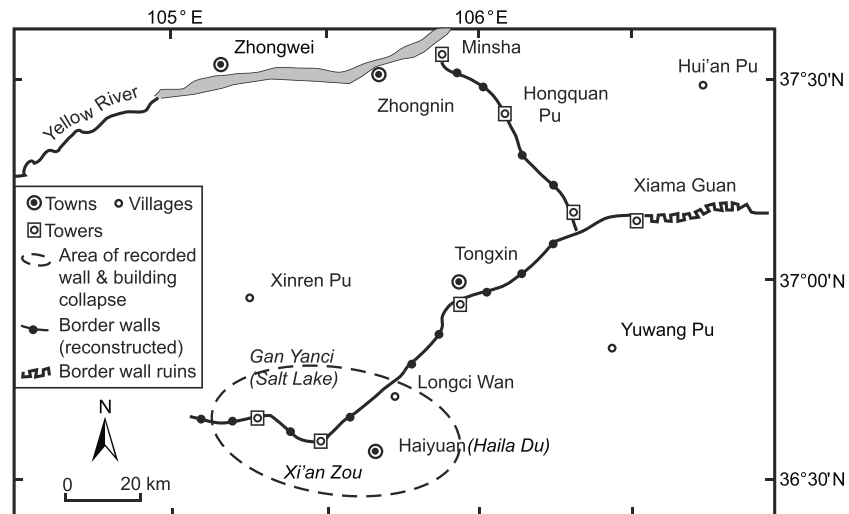 105° E
106° E
Zhongwei
Minsha
Hui'an Pu
37°30'N
Yellow River
Zhongnin
Hongquan
Pu
Xiama Guan
Towns
Villages
Towers
Area of recorded
wall & building
collapse
Border walls
(reconstructed)
Border wall ruins
Tongxin
37°00'N
Xinren Pu
Yuwang Pu
Gan Yanci
(Salt Lake)
Longci Wan
N
Haiyuan (Haila Du)
Xi'an Zou
36°30'N
0 20 km